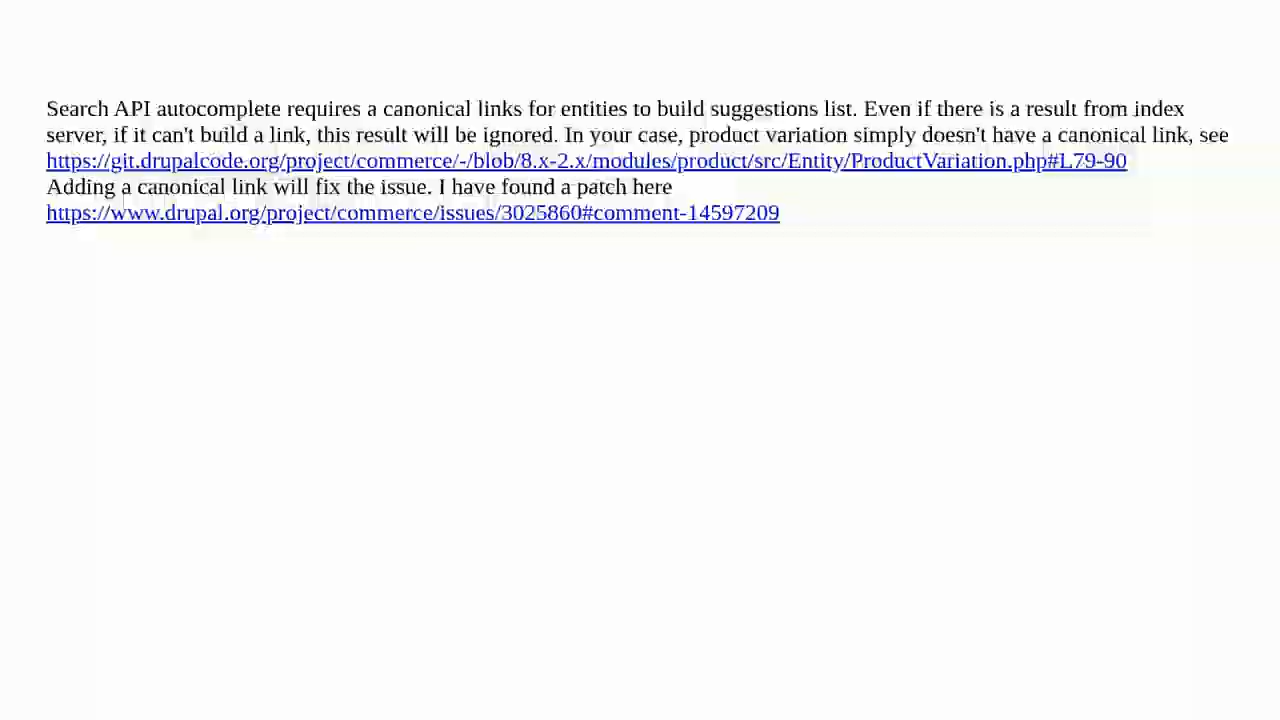 Search API autocomplete requires a canonical links for entities to build suggestions list. Even if there is a result from index
server, if it can't build a link, this result will be ignored. In your case, product variation simply doesn't have a canonical link, see
https://git.drupalcode.org/project/commerce/-/blob/8.x-2.x/modules/product/src/Entity/ProductVariation.php#L79-90
Adding a canonical link will fix the issue. I have found a patch here
https://www.drupal.org/project/commerce/issues/3025860#comment-14597209